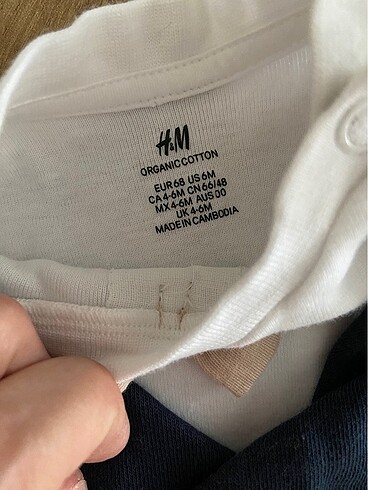 H&M
ORGANIC COTTON
EUR 68 US 6M
CA 4-6M CN 66/48
MX 4-6M AUS 00
UK 4-6M
MADE IN CAMBODIA